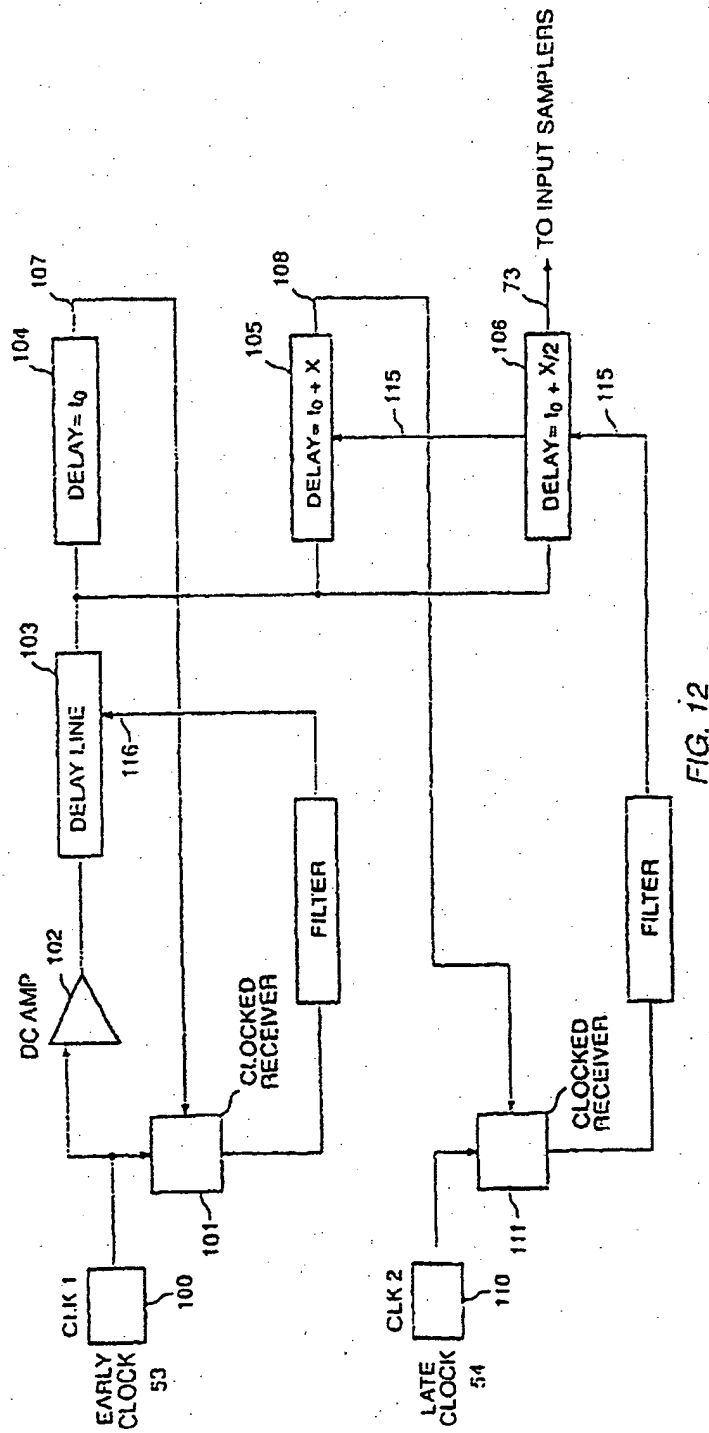 EARLY
CLOCK
53
CLK 1
100
DC AMP
102
101
CLOCKED
RECEIVER
FILTER
116
103
DELAY LINE
104
DELAY= t0
107
LATE
CLOCK
54
CLK 2
110
111
CLOCKED
RECEIVER
FILTER
105
DELAY= t0 + X
108
115
106
DELAY= t0 + X/2
115
73
TO INPUT SAMPLERS
FIG. 12